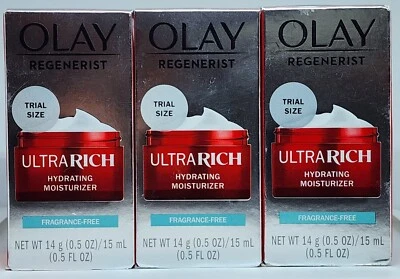 OLAY
REGENERIST
TRIAL
SIZE
ULTRARICH
HYDRATING
MOISTURIZER
FRAGRANCE-FREE
NET WT 14 g (0.5 OZ)/15 mL
(0.5 FL OZ)
OLAY
REGENERIST
TRIAL
SIZE
ULTRARICH
HYDRATING
MOISTURIZER
FRAGRANCE-FREE
NET WT 14 g (0.5 OZ)/15 mL
(0.5 FL OZ)
OLAY
REGENERIST
TRIAL
SIZE
ULTRARICH
HYDRATING
MOISTURIZER
FRAGRANCE-FREE
NET WT 14 g (0.5 OZ)/15 mL
(0.5 FL OZ)